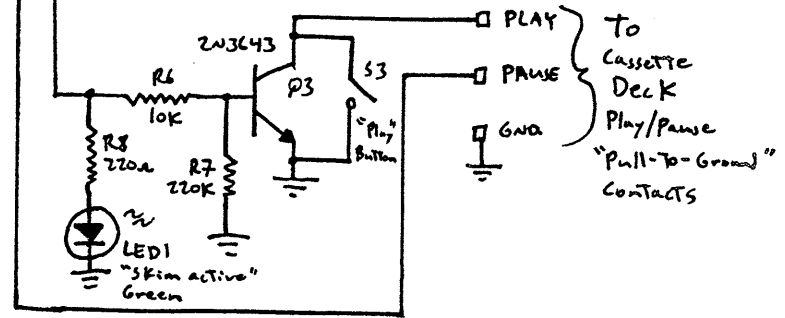 PLAY
PAUSE
GND
To
Cassette
Deck
Play/Pause
"Pull-To-Ground"
Contacts
2N3643
Q3
S3
"Play"
Button
R6
10K
R7
220K
R8
220Ω
LED1
"Skim active"
Green